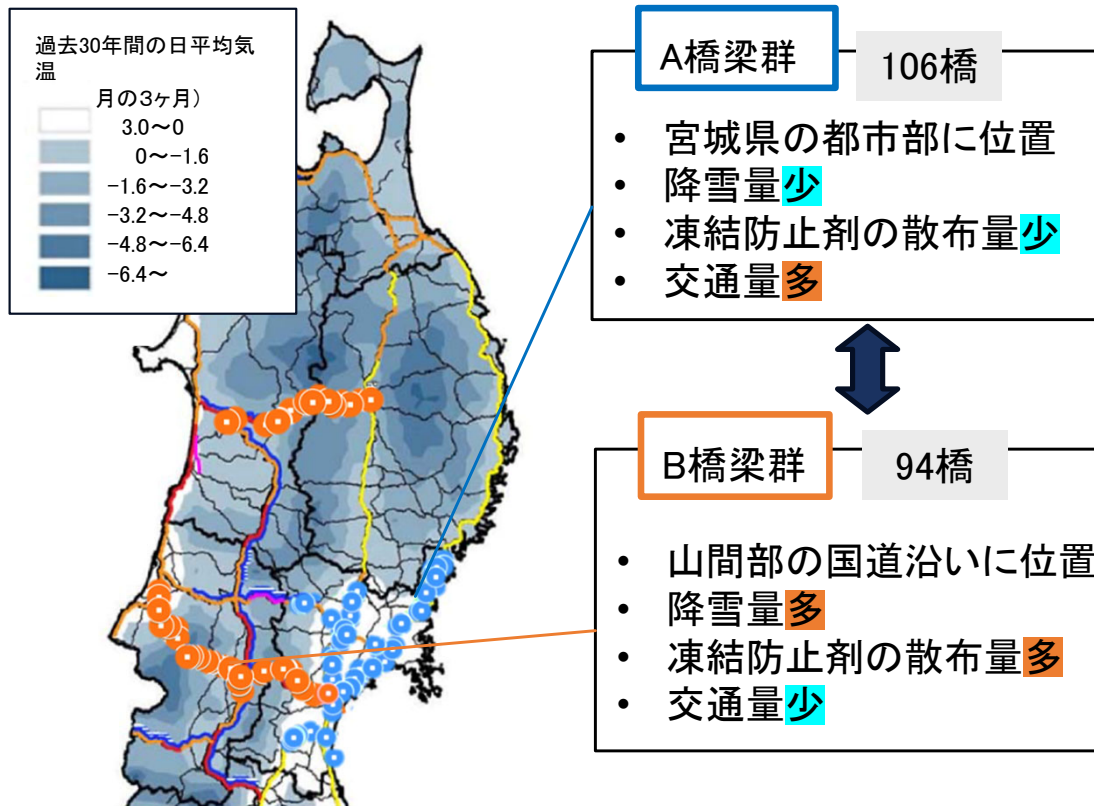 過去30年間の日平均気
温
月の3ヶ月）
3.0～0
0～−1.6
−1.6～−3.2
−3.2～−4.8
−4.8～−6.4
−6.4～
A橋梁群
106橋
• 宮城県の都市部に位置
• 降雪量少
• 凍結防止剤の散布量少
• 交通量多
B橋梁群
94橋
• 山間部の国道沿いに位置
• 降雪量多
• 凍結防止剤の散布量多
• 交通量少